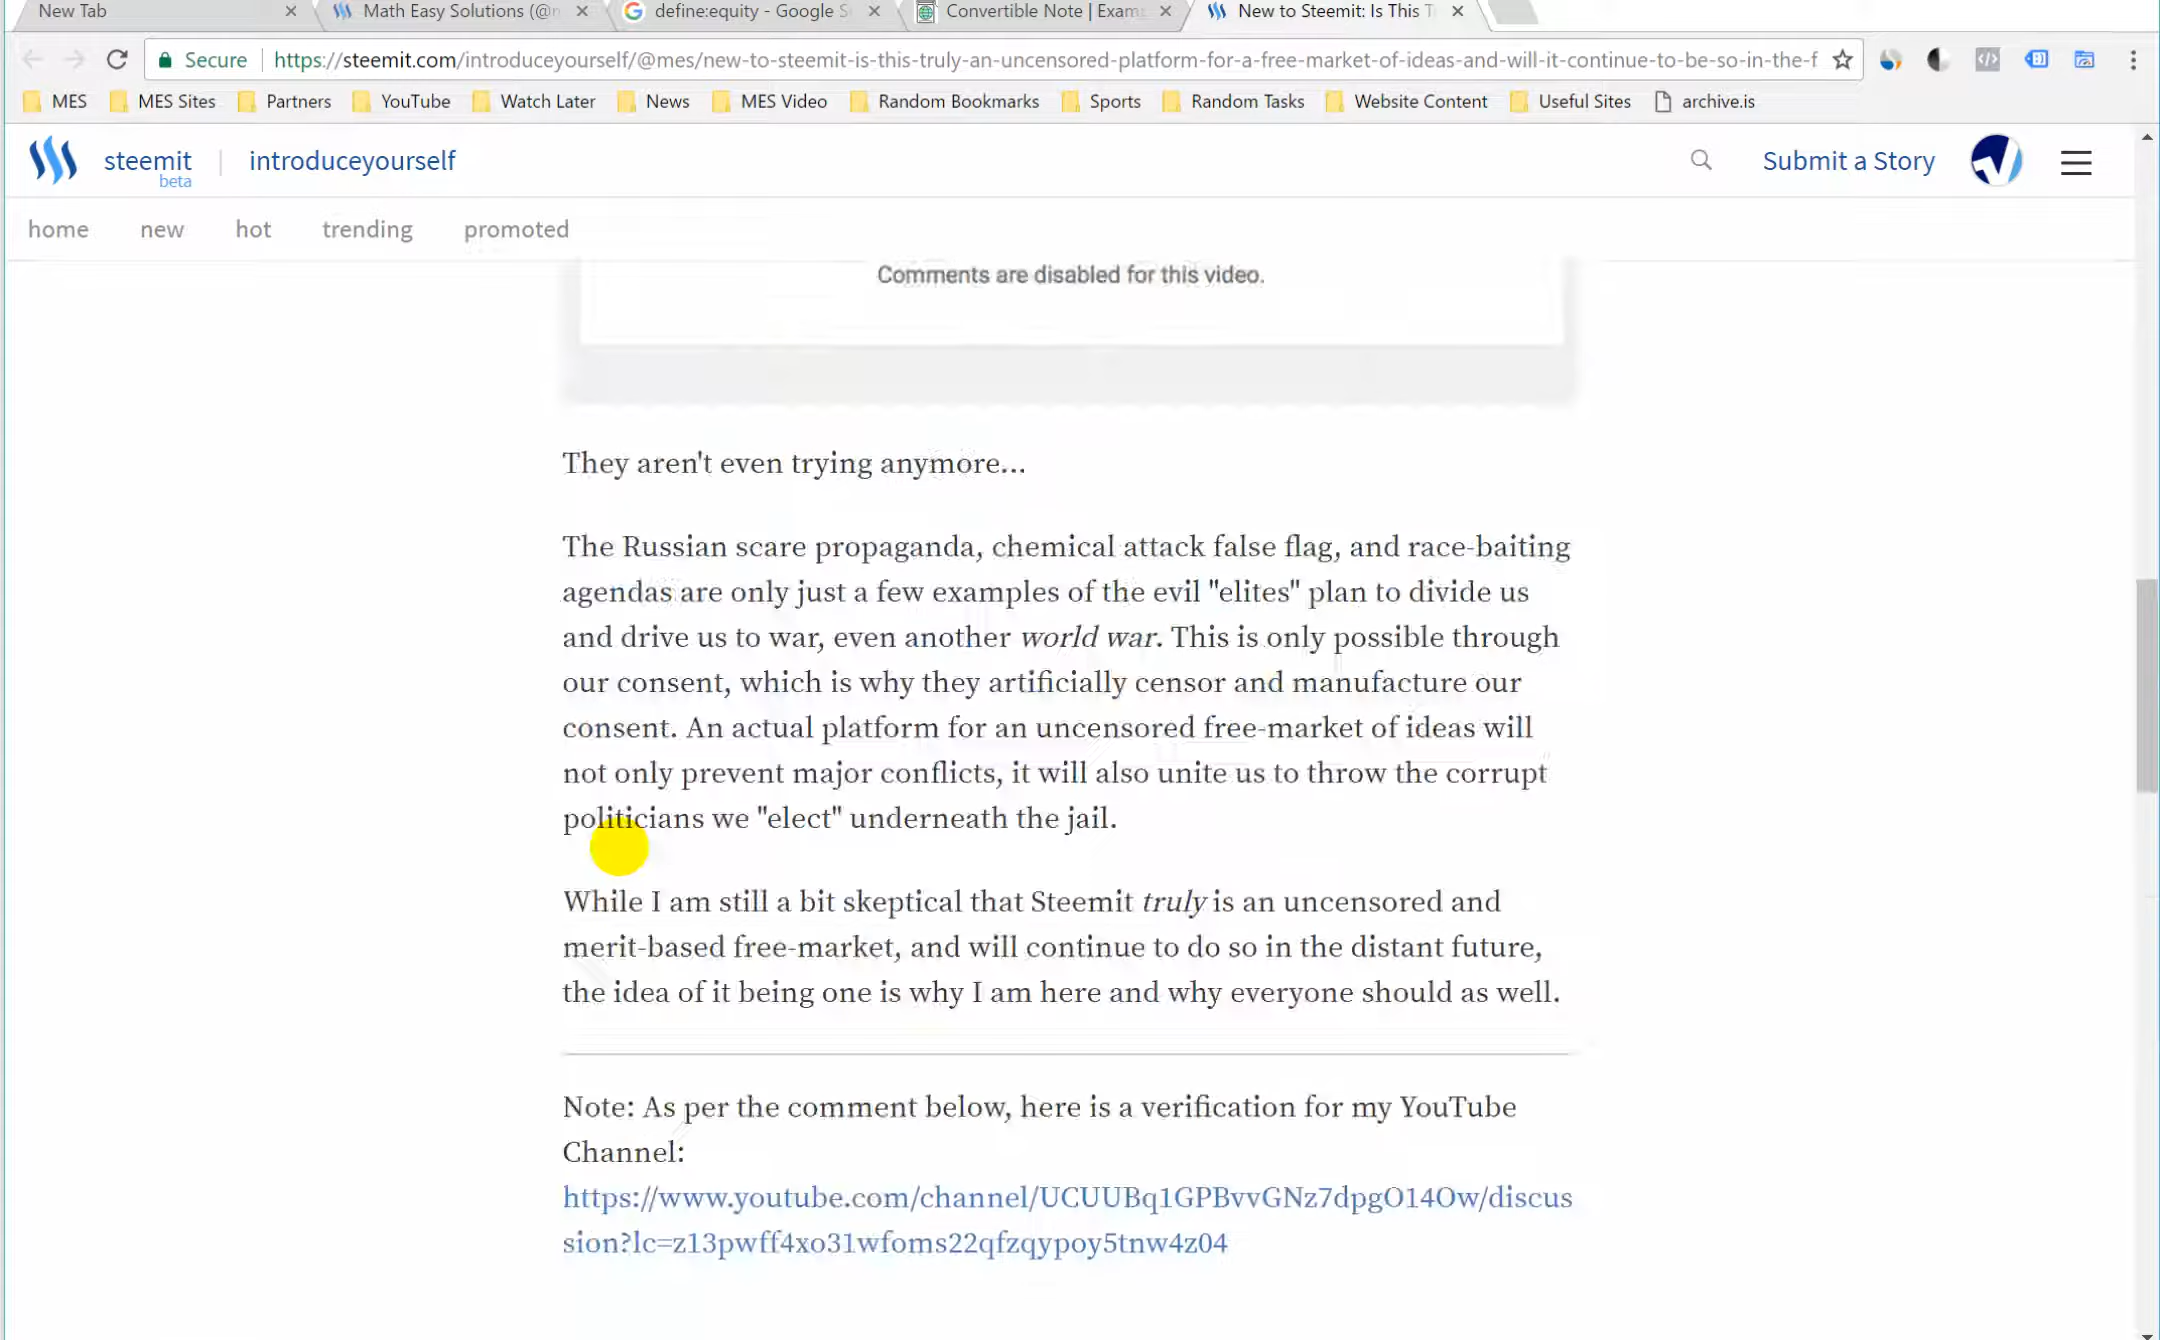 New Tab
Math Easy Solutions (@
define:equity - Google S
Convertible Note | Exam
New to Steemit: Is This T
Secure
https://steemit.com/introduceyourself/@mes/new-to-steemit-is-this-truly-an-uncensored-platform-for-a-free-market-of-ideas-and-will-it-continue-to-be-so-in-the-f
MES
MES Sites
Partners
YouTube
Watch Later
News
MES Video
Random Bookmarks
Sports
Random Tasks
Website Content
Useful Sites
archive.is
steemit
beta
introduceyourself
Submit a Story
home
new
hot
trending
promoted
Comments are disabled for this video.
They aren't even trying anymore...
The Russian scare propaganda, chemical attack false flag, and race-baiting
agendas are only just a few examples of the evil "elites" plan to divide us
and drive us to war, even another world war. This is only possible through
our consent, which is why they artificially censor and manufacture our
consent. An actual platform for an uncensored free-market of ideas will
not only prevent major conflicts, it will also unite us to throw the corrupt
politicians we "elect" underneath the jail.
While I am still a bit skeptical that Steemit truly is an uncensored and
merit-based free-market, and will continue to do so in the distant future,
the idea of it being one is why I am here and why everyone should as well.
Note: As per the comment below, here is a verification for my YouTube
Channel:
https://www.youtube.com/channel/UCUUBq1GPBvvGNz7dpgO14Ow/discus
sion?lc=z13pwff4xo31wfoms22qfzqypoy5tnw4z04